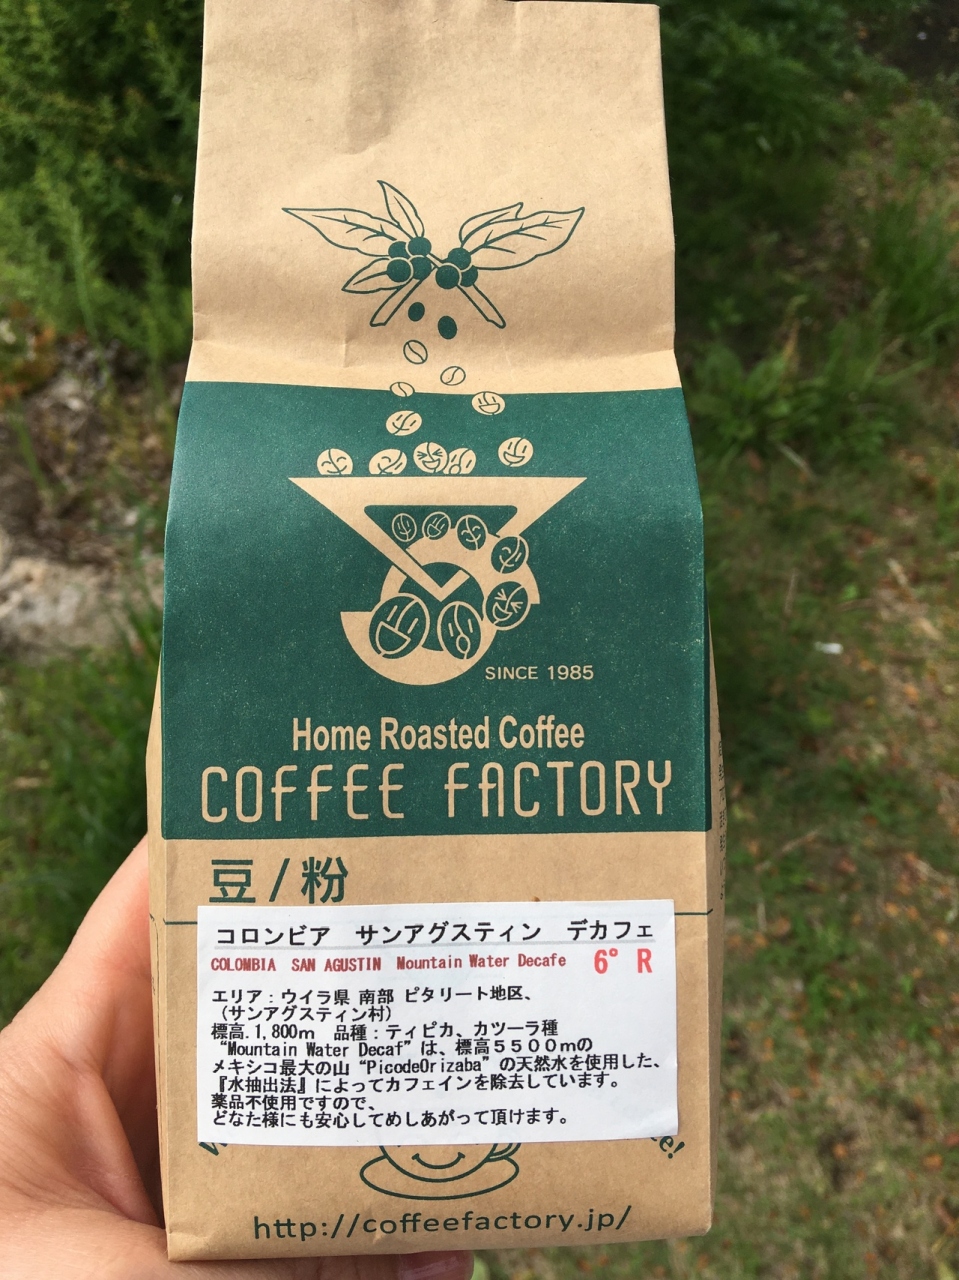 SINCE 1985
Home Roasted Coffee
COFFEE FACTORY
豆/粉
コロンビア サンアグスティン デカフェ
COLOMBIA SAN AGUSTIN Mountain Water Decafe 6° R
エリア：ウイラ県 南部 ピタリート地区、
（サンアグスティン村）
標高.1,800m 品種：ティピカ、カツーラ種
“Mountain Water Decaf”は、標高5500mの
メキシコ最大の山“PicodeOrizaba”の天然水を使用した、
『水抽出法』によってカフェインを除去しています。
薬品不使用ですので、
どなた様にも安心してめしあがって頂けます。
http://coffeefactory.jp/